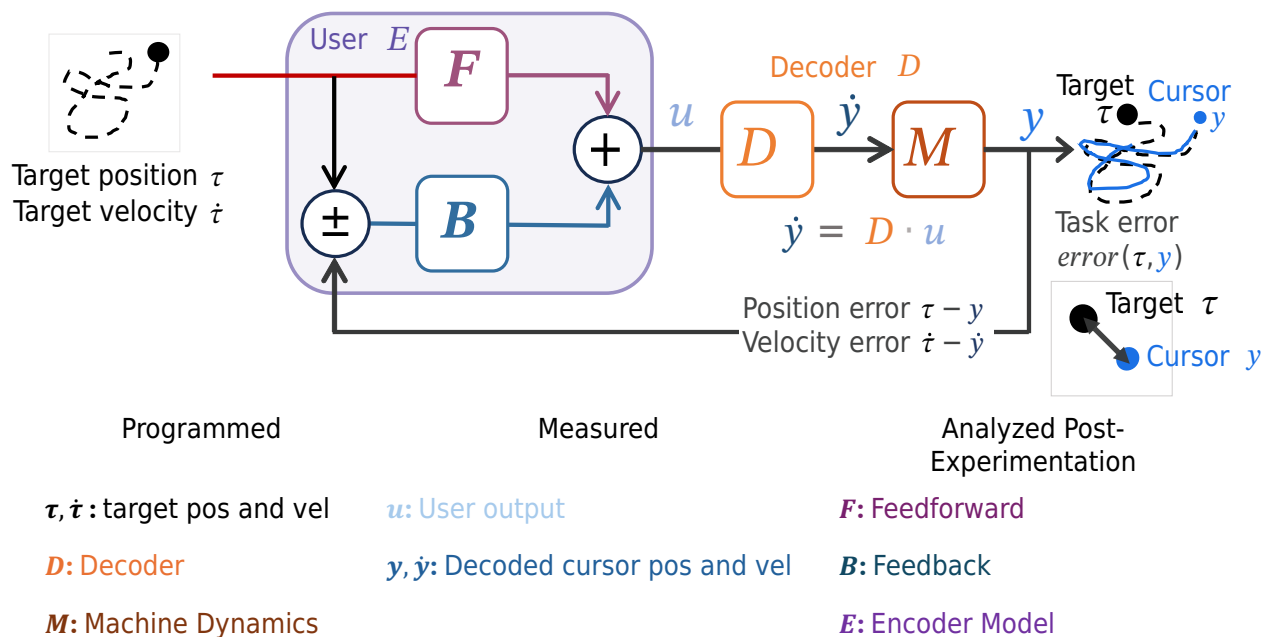 User E
F
B
+
±
Target position τ
Target velocity τ̇
u
Decoder D
D
ẏ
M
y
ẏ = D · u
Target
τ
Cursor
y
Task error
error(τ,y)
Position error τ − y
Velocity error τ̇ − ẏ
Target τ
Cursor y
Programmed
Measured
Analyzed Post-
Experimentation
τ, τ̇ : target pos and vel
u: User output
F: Feedforward
D: Decoder
y, ẏ: Decoded cursor pos and vel
B: Feedback
M: Machine Dynamics
E: Encoder Model